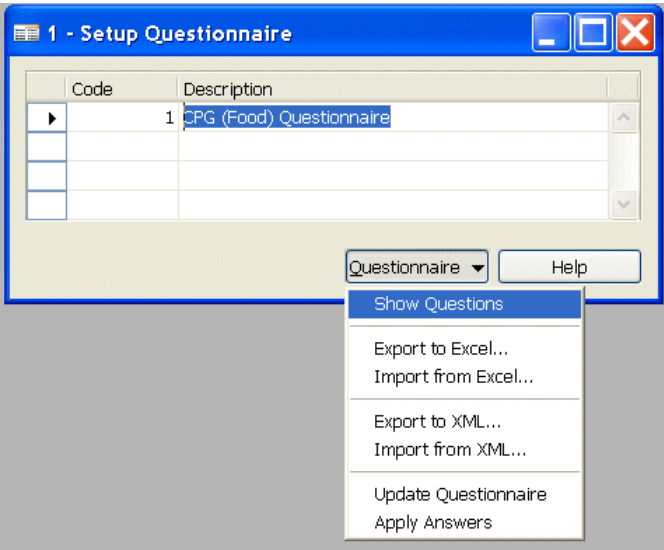 1 - Setup Questionnaire
Code Description
1 CPG (Food) Questionnaire
Questionnaire Help
Show Questions
Export to Excel...
Import from Excel...
Export to XML...
Import from XML...
Update Questionnaire
Apply Answers